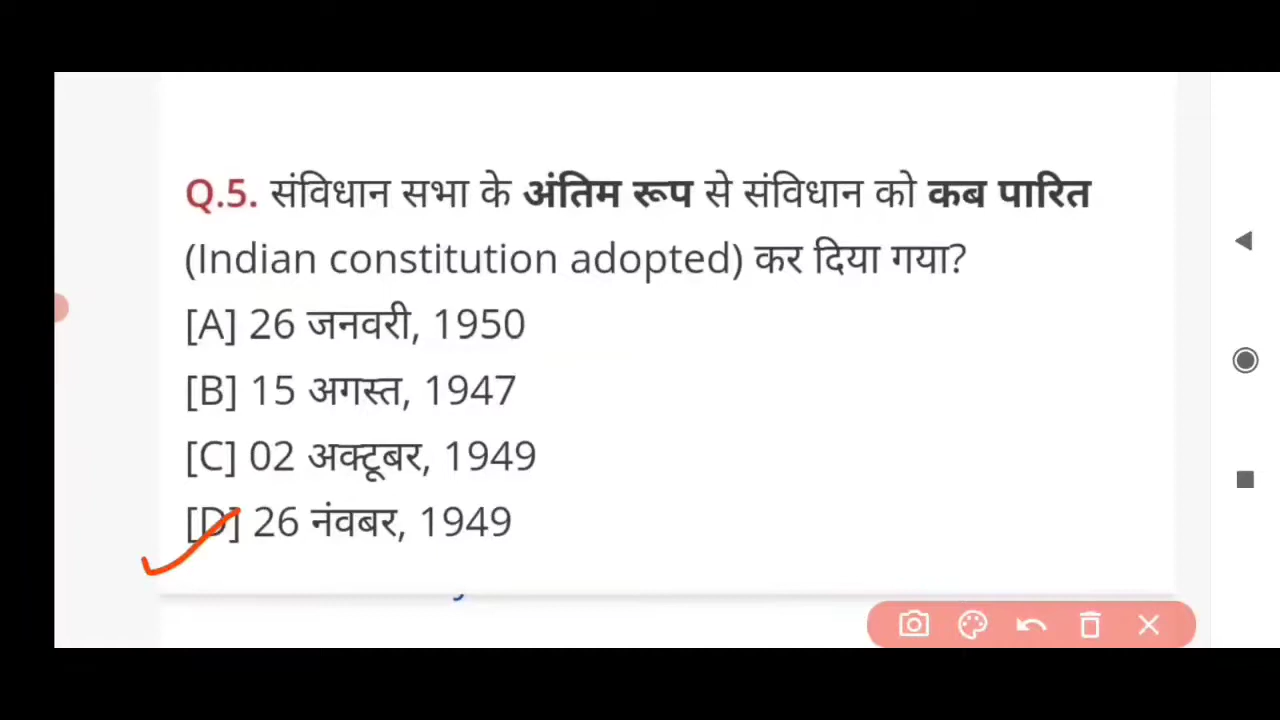 Q.5. संविधान सभा के अंतिम रूप से संविधान को कब पारित
(Indian constitution adopted) कर दिया गया?
[A] 26 जनवरी, 1950
[B] 15 अगस्त, 1947
[C] 02 अक्टूबर, 1949
[D] 26 नंवबर, 1949